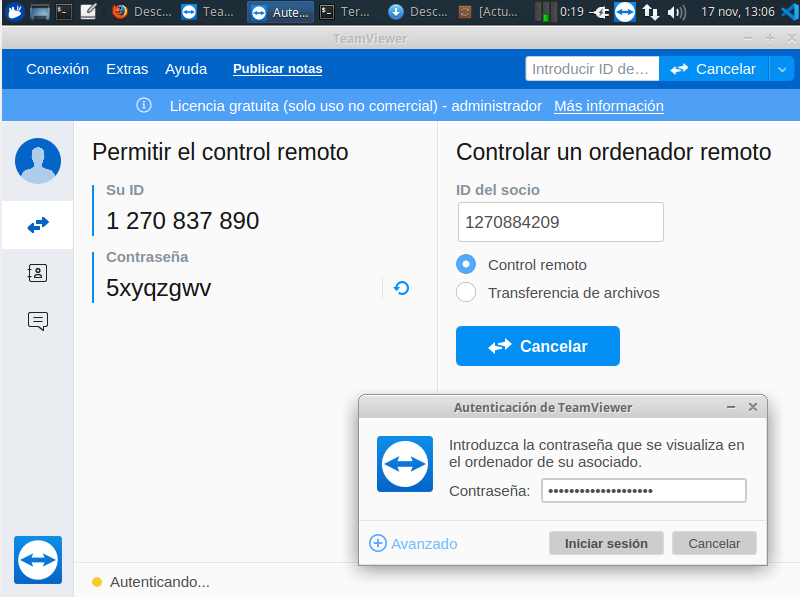 Desc...
Tea...
Aute...
Ter...
Desc...
[Actu...
0:19
17 nov, 13:06
TeamViewer
Conexión Extras Ayuda Publicar notas
Introducir ID de...
Cancelar
Licencia gratuita (solo uso no comercial) - administrador Más información
Permitir el control remoto
Su ID
1 270 837 890
Contraseña
5xyqzgwv
Controlar un ordenador remoto
ID del socio
1270884209
Control remoto
Transferencia de archivos
Cancelar
Autenticación de TeamViewer
Introduzca la contraseña que se visualiza en
el ordenador de su asociado.
Contraseña: ••••••••••••••••••••
Avanzado
Iniciar sesión
Cancelar
Autenticando...